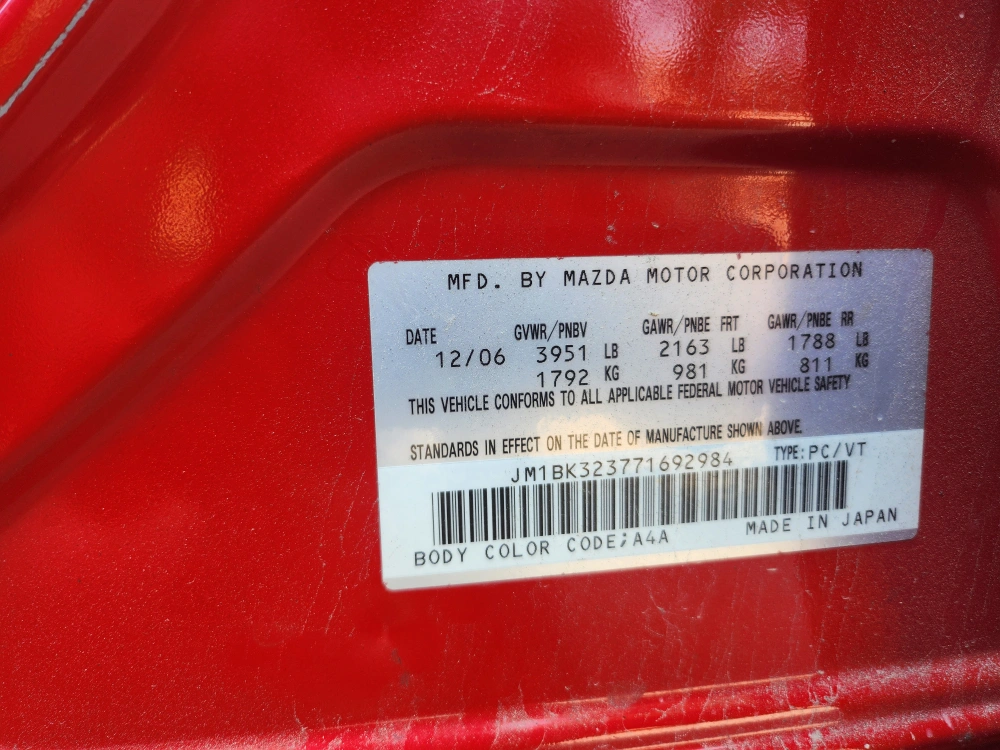 MFD. BY MAZDA MOTOR CORPORATION
DATE GVWR/PNBV GAWR/PNBE FRT GAWR/PNBE RR
12/06 3951 LB 2163 LB 1788 LB
1792 KG 981 KG 811 KG
THIS VEHICLE CONFORMS TO ALL APPLICABLE FEDERAL MOTOR VEHICLE SAFETY
STANDARDS IN EFFECT ON THE DATE OF MANUFACTURE SHOWN ABOVE.
JM1BK323771692984 TYPE:PC/VT
BODY COLOR CODE;A4A MADE IN JAPAN